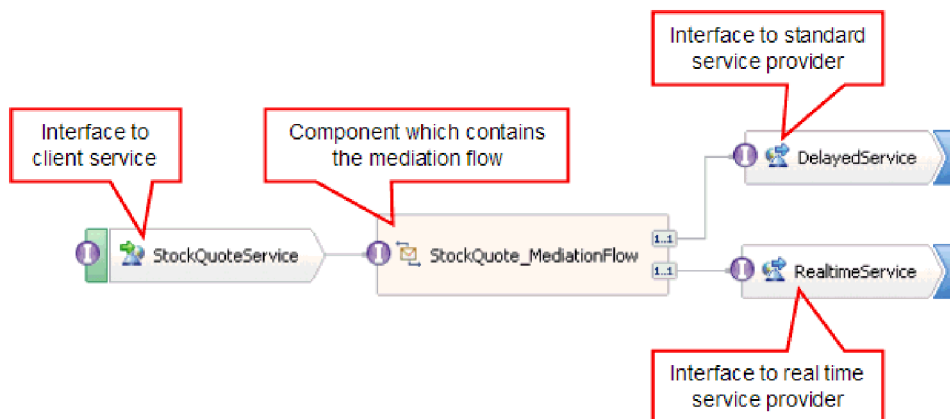 Interface to standard
service provider
Interface to
client service
Component which contains
the mediation flow
I
DelayedService
I
StockQuoteService
I
StockQuote_MediationFlow
1..1
1..1
I
RealtimeService
Interface to real time
service provider